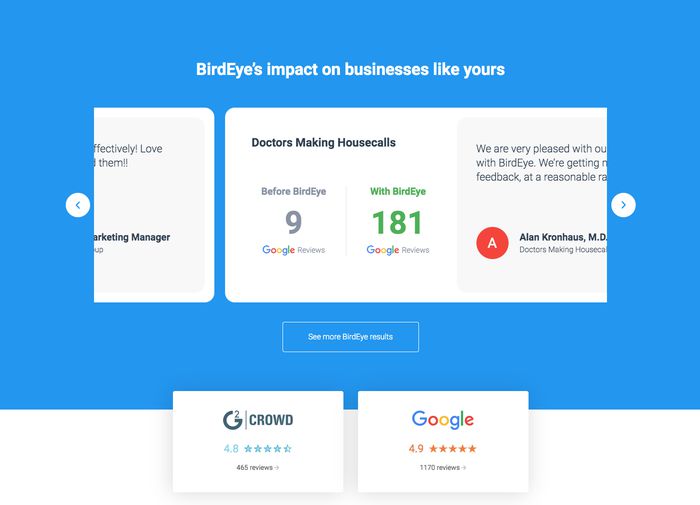 BirdEye's impact on businesses like yours
ffectively! Love
them!!
arketing Manager
oup
Doctors Making Housecalls
Before BirdEye
9
Google Reviews
With BirdEye
181
Google Reviews
We are very pleased with ou
with BirdEye. We're getting m
feedback, at a reasonable ra
A
Alan Kronhaus, M.D.
Doctors Making Househal
See more BirdEye results
G2 CROWD
4.8
465 reviews
Google
4.9
1170 reviews